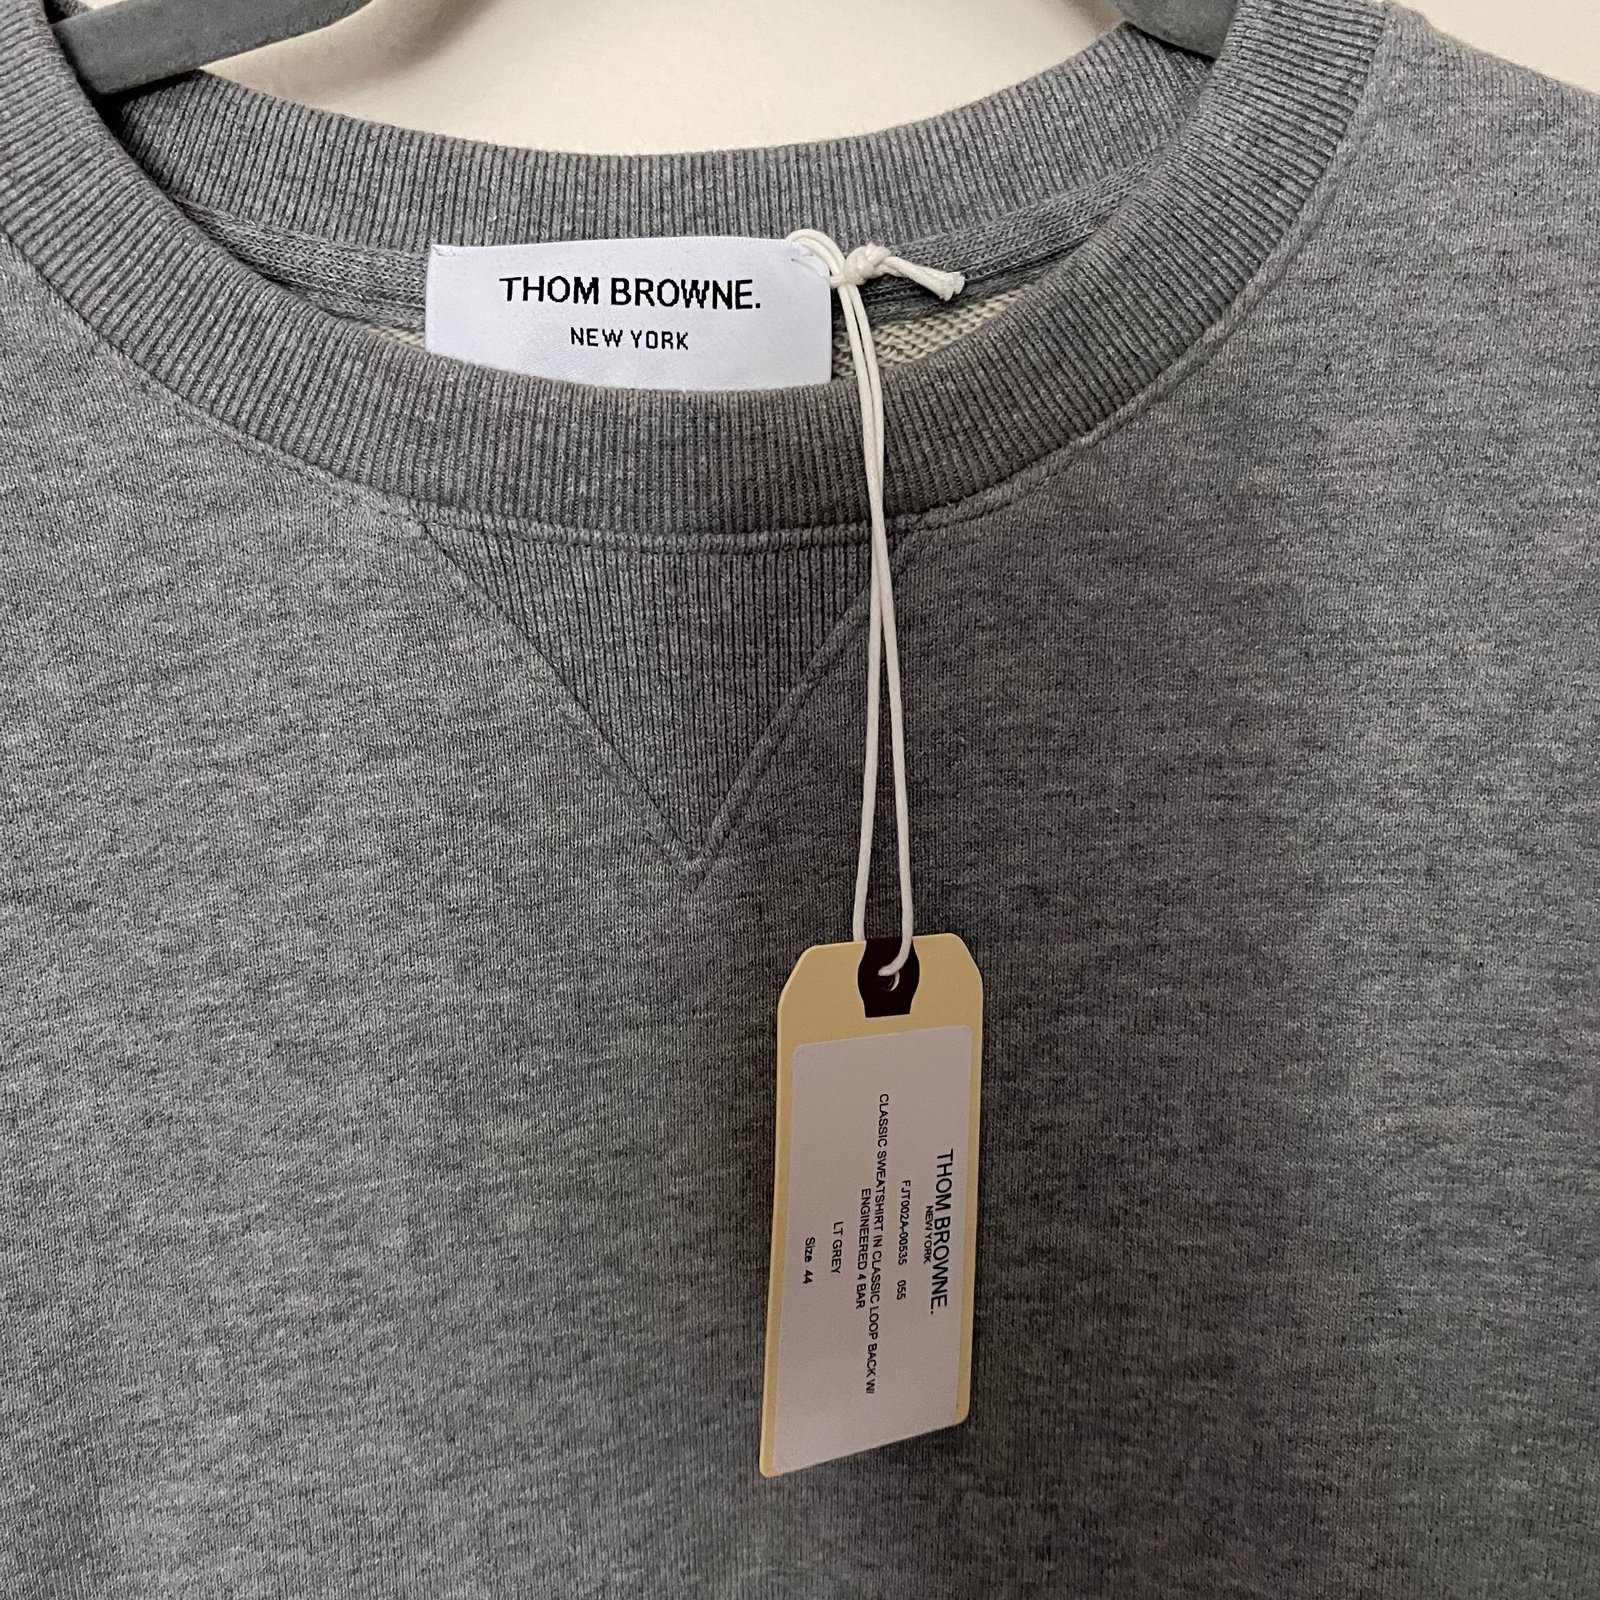 THOM BROWNE.
NEW YORK
THOM BROWNE.
NEW YORK
FJT002A-00535 055
CLASSIC SWEATSHIRT IN CLASSIC LOOP BACK W/
ENGINEERED 4 BAR
LT GREY
Size 44